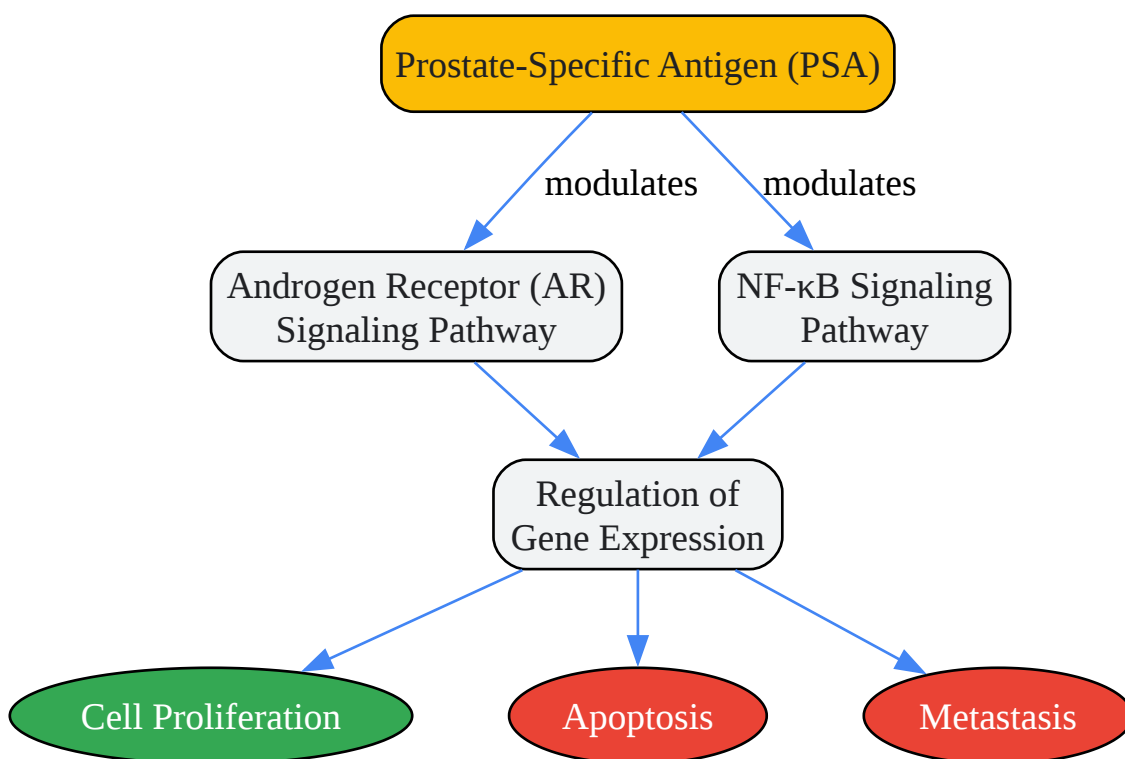 Prostate-Specific Antigen (PSA)
modulates
modulates
Androgen Receptor (AR)
Signaling Pathway
NF-κB Signaling
Pathway
Regulation of
Gene Expression
Cell Proliferation
Apoptosis
Metastasis